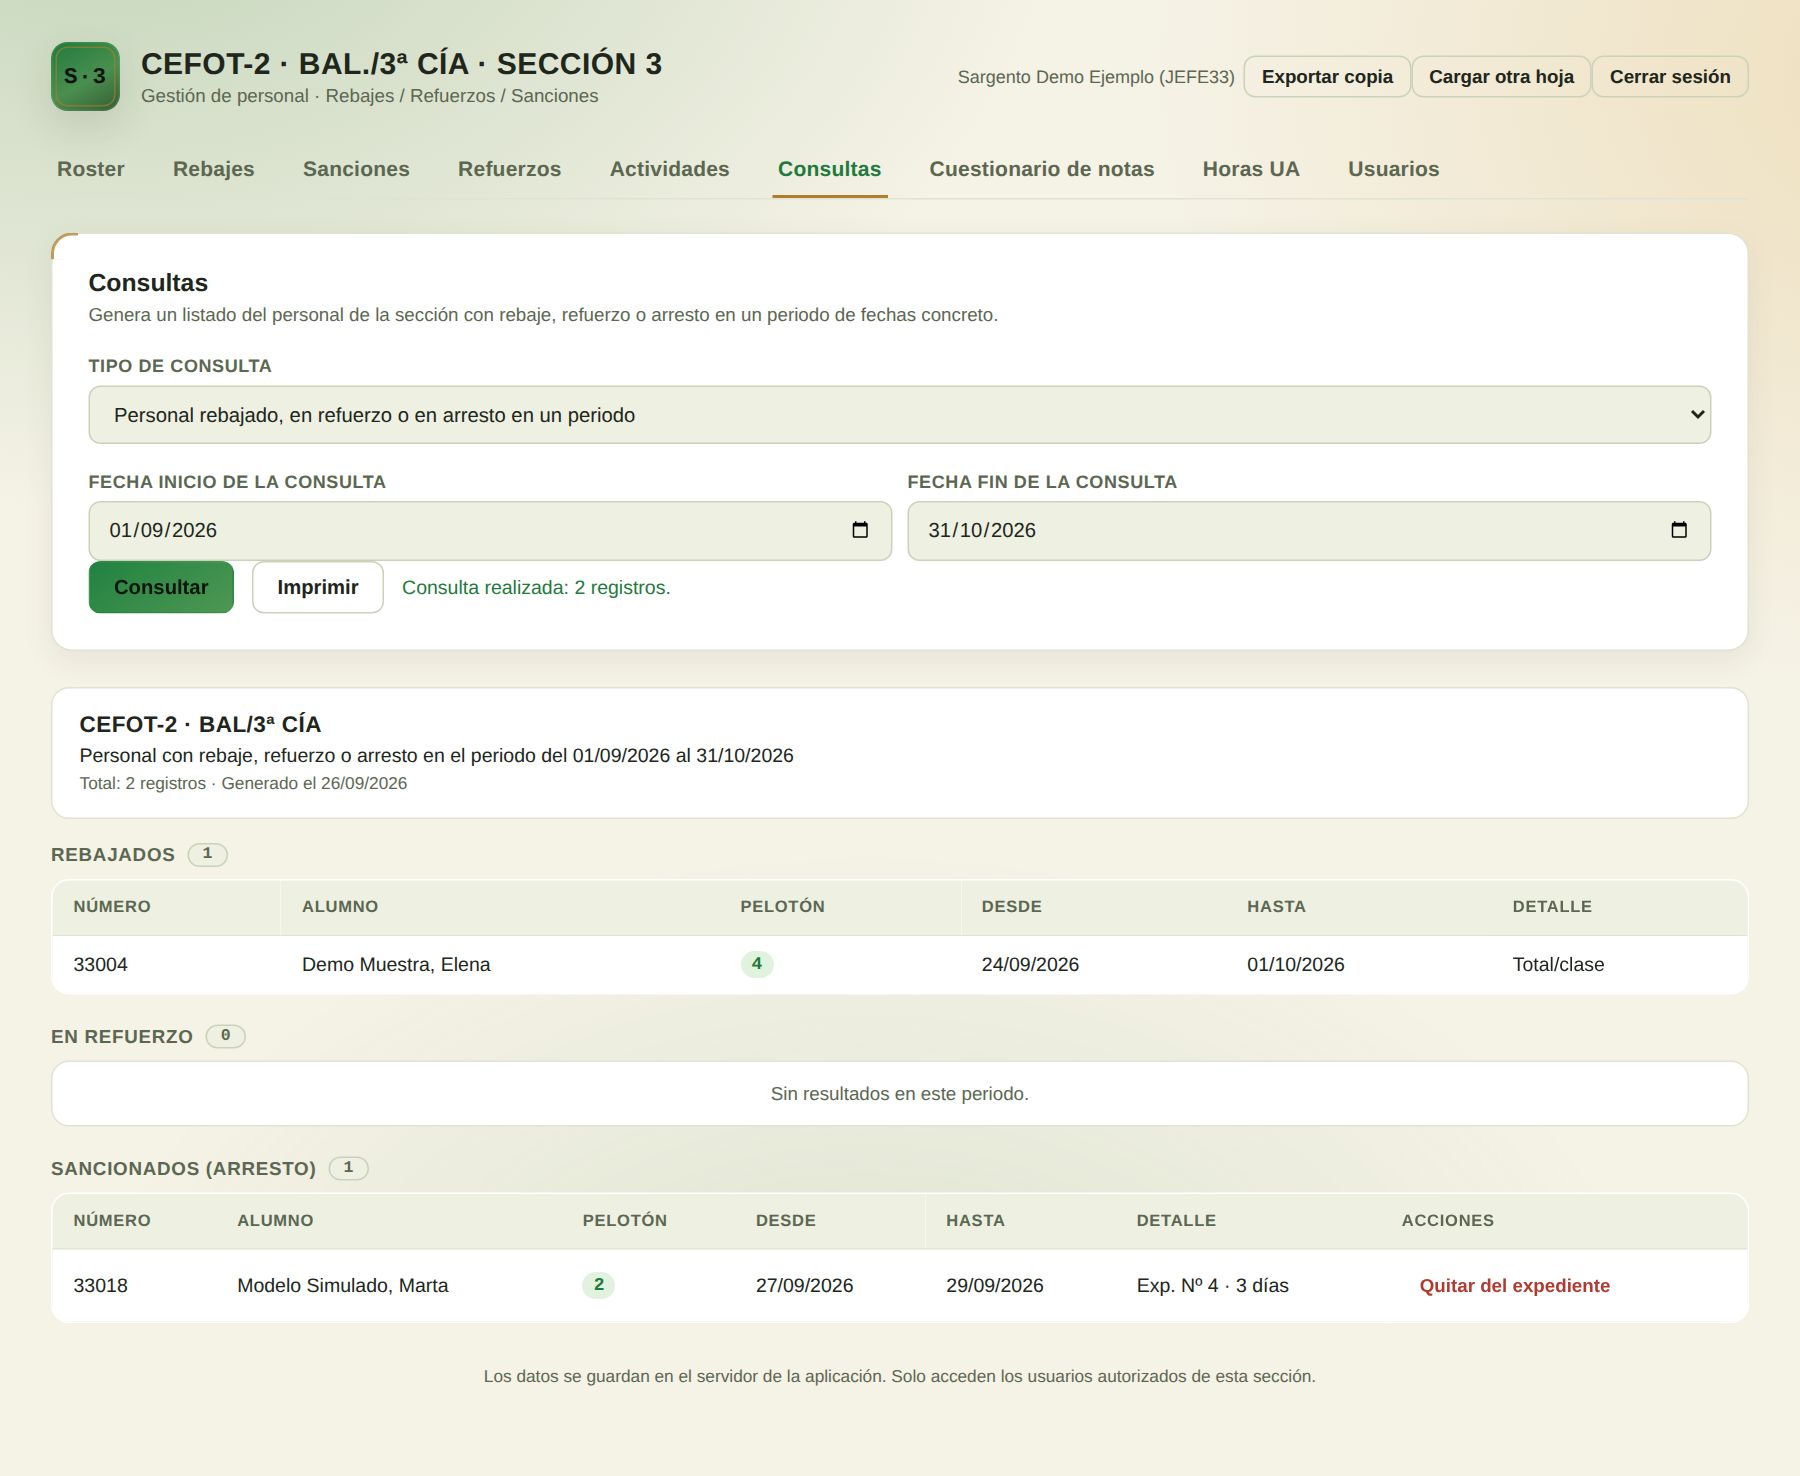 S·3
CEFOT-2 · BAL./3ª CÍA · SECCIÓN 3
Gestión de personal · Rebajes / Refuerzos / Sanciones
Sargento Demo Ejemplo (JEFE33) Exportar copia Cargar otra hoja Cerrar sesión
Roster Rebajes Sanciones Refuerzos Actividades Consultas Cuestionario de notas Horas UA Usuarios
Consultas
Genera un listado del personal de la sección con rebaje, refuerzo o arresto en un periodo de fechas concreto.
TIPO DE CONSULTA
Personal rebajado, en refuerzo o en arresto en un periodo
FECHA INICIO DE LA CONSULTA FECHA FIN DE LA CONSULTA
01/09/2026 31/10/2026
Consultar Imprimir Consulta realizada: 2 registros.
CEFOT-2 · BAL/3ª CÍA
Personal con rebaje, refuerzo o arresto en el periodo del 01/09/2026 al 31/10/2026
Total: 2 registros · Generado el 26/09/2026
REBAJADOS 1
NÚMERO ALUMNO PELOTÓN DESDE HASTA DETALLE
33004 Demo Muestra, Elena 4 24/09/2026 01/10/2026 Total/clase
EN REFUERZO 0
Sin resultados en este periodo.
SANCIONADOS (ARRESTO) 1
NÚMERO ALUMNO PELOTÓN DESDE HASTA DETALLE ACCIONES
33018 Modelo Simulado, Marta 2 27/09/2026 29/09/2026 Exp. Nº 4 · 3 días Quitar del expediente
Los datos se guardan en el servidor de la aplicación. Solo acceden los usuarios autorizados de esta sección.